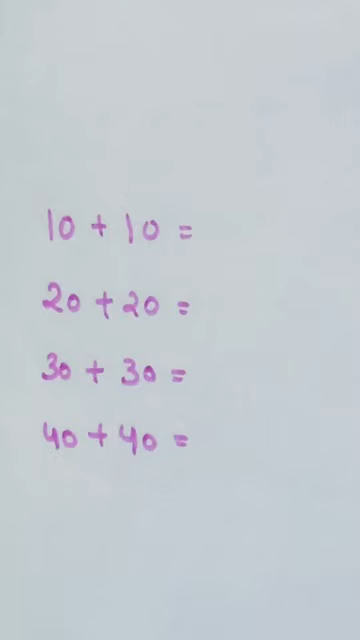 10 + 10 =
20 + 20 =
30 + 30 =
40 + 40 =